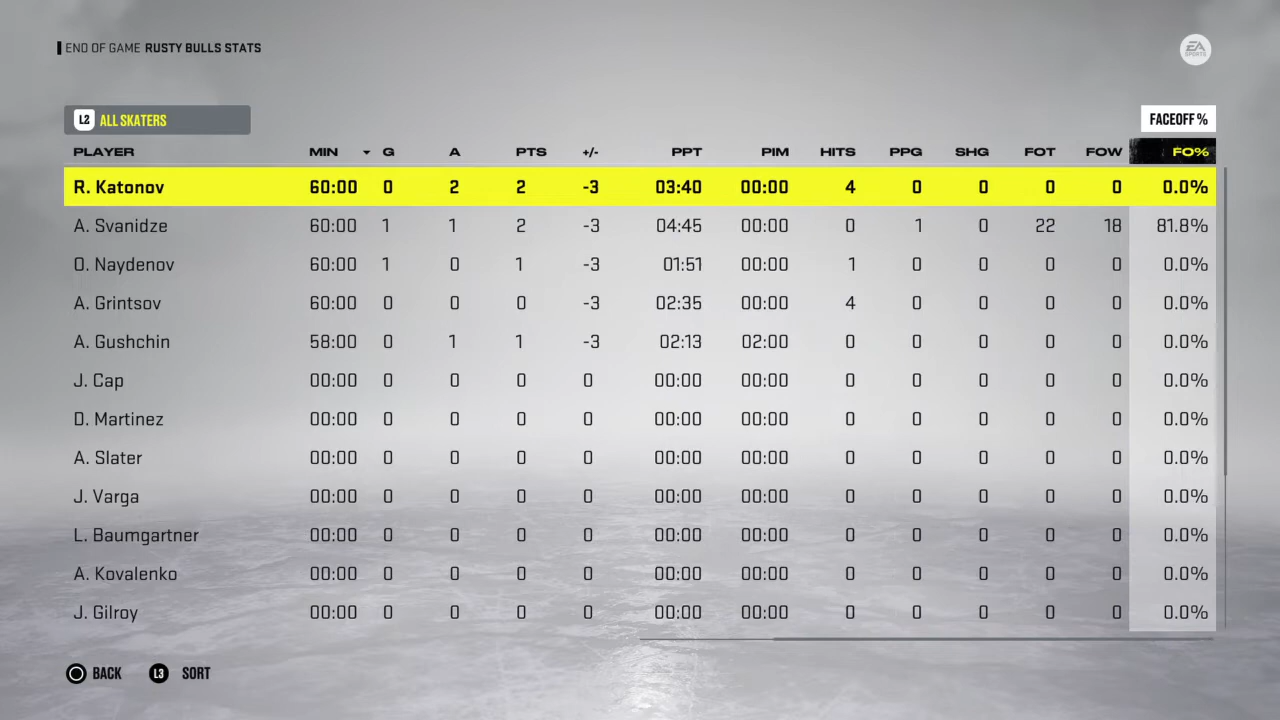 END OF GAME RUSTY BULLS STATS
EA SPORTS
L2 ALL SKATERS
FACEOFF %
PLAYER MIN G A PTS +/- PPT PIM HITS PPG SHG FOT FOW FO%
R. Katonov 60:00 0 2 2 -3 03:40 00:00 4 0 0 0 0 0.0%
A. Svanidze 60:00 1 1 2 -3 04:45 00:00 0 1 0 22 18 81.8%
O. Naydenov 60:00 1 0 1 -3 01:51 00:00 1 0 0 0 0 0.0%
A. Grintsov 60:00 0 0 0 -3 02:35 00:00 4 0 0 0 0 0.0%
A. Gushchin 58:00 0 1 1 -3 02:13 02:00 0 0 0 0 0 0.0%
J. Cap 00:00 0 0 0 0 00:00 00:00 0 0 0 0 0 0.0%
D. Martinez 00:00 0 0 0 0 00:00 00:00 0 0 0 0 0 0.0%
A. Slater 00:00 0 0 0 0 00:00 00:00 0 0 0 0 0 0.0%
J. Varga 00:00 0 0 0 0 00:00 00:00 0 0 0 0 0 0.0%
L. Baumgartner 00:00 0 0 0 0 00:00 00:00 0 0 0 0 0 0.0%
A. Kovalenko 00:00 0 0 0 0 00:00 00:00 0 0 0 0 0 0.0%
J. Gilroy 00:00 0 0 0 0 00:00 00:00 0 0 0 0 0 0.0%
BACK L3 SORT